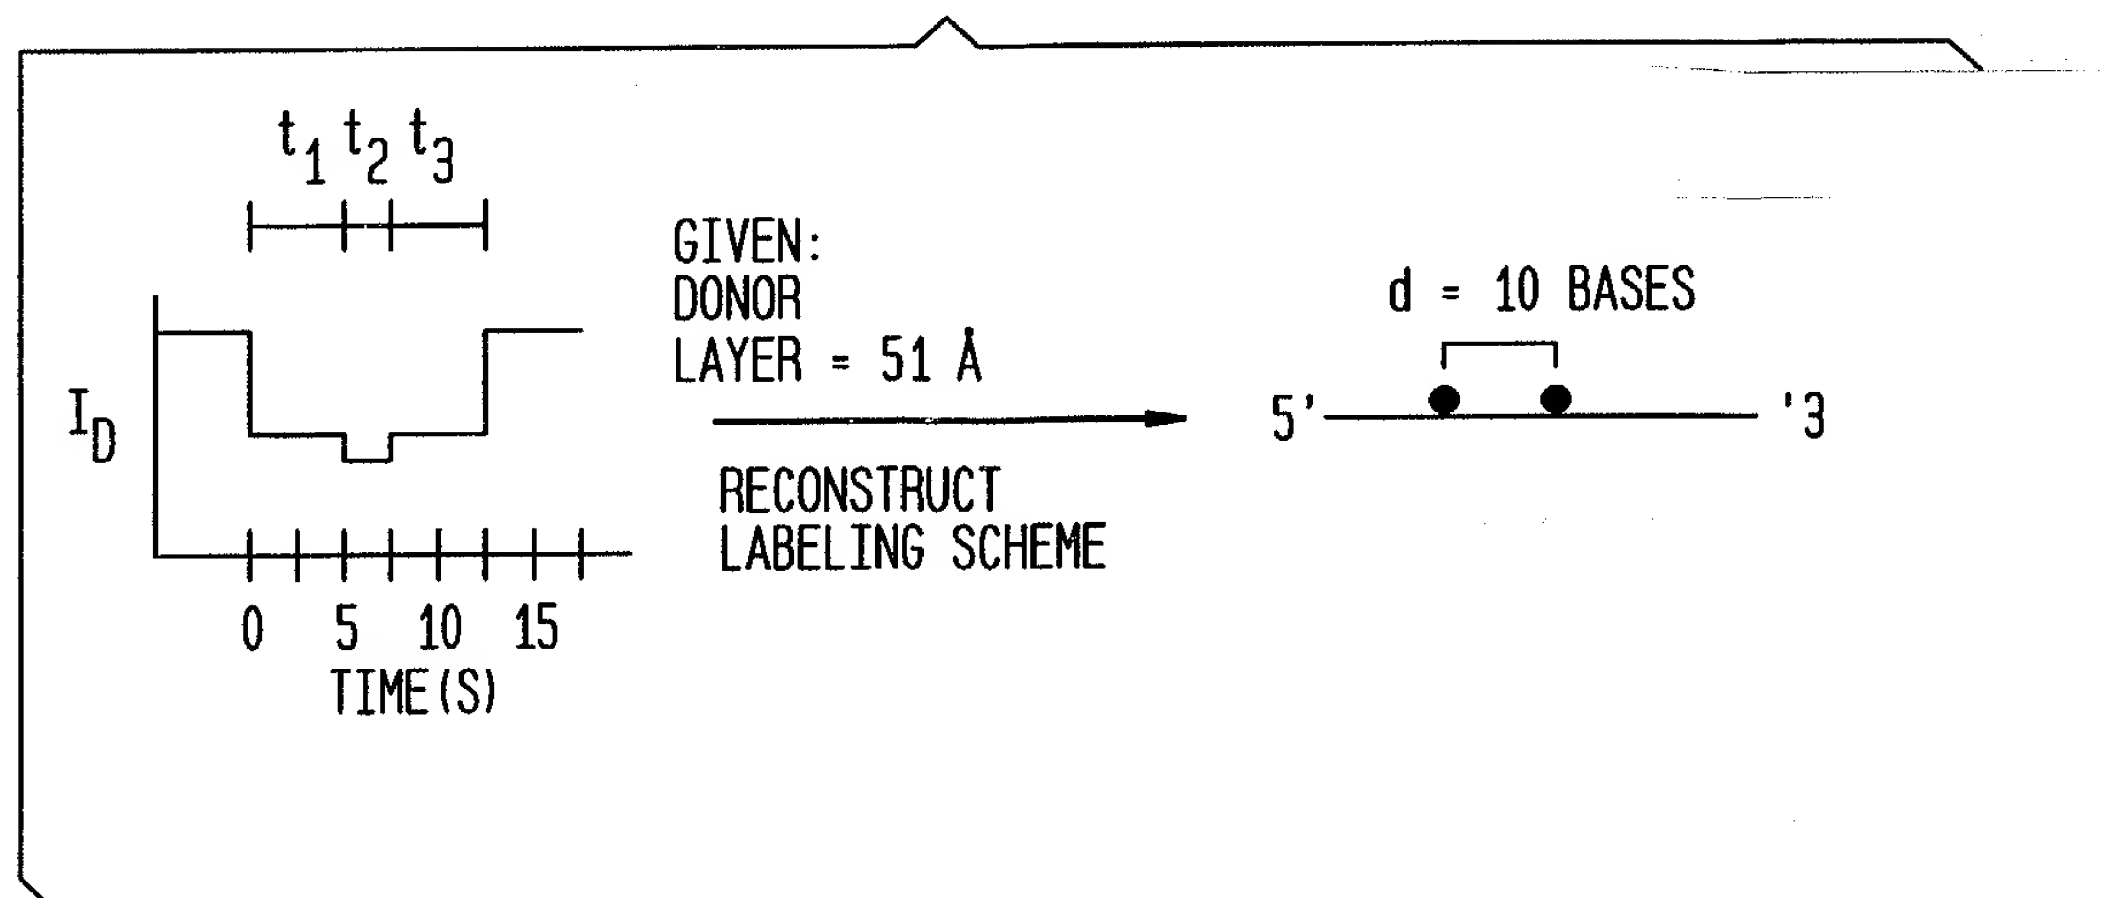 t1 t2 t3
GIVEN:
DONOR
LAYER = 51 Å
ID
RECONSTRUCT
LABELING SCHEME
0 5 10 15
TIME(S)
d = 10 BASES
5' '3